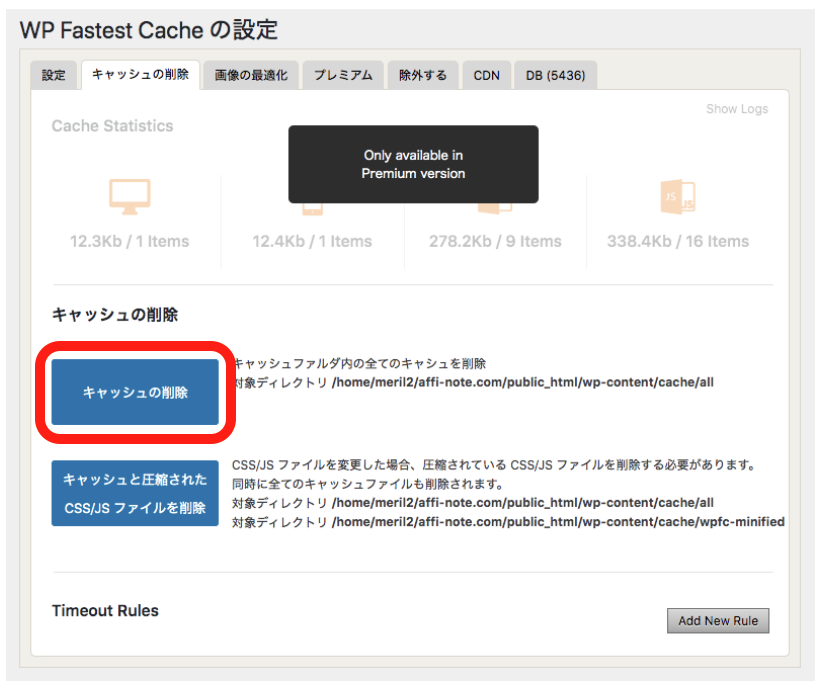 WP Fastest Cache の設定
設定
キャッシュの削除
画像の最適化
プレミアム
除外する
CDN
DB (5436)
Show Logs
Cache Statistics
Only available in
Premium version
JS
JS
12.3Kb / 1 Items
12.4Kb / 1 Items
278.2Kb / 9 Items
338.4Kb / 16 Items
キャッシュの削除
キャッシュの削除
キャッシュファルダ内の全てのキャシュを削除
対象ディレクトリ /home/meril2/affi-note.com/public_html/wp-content/cache/all
キャッシュと圧縮された
CSS/JS ファイルを削除
CSS/JS ファイルを変更した場合、圧縮されている CSS/JS ファイルを削除する必要があります。
同時に全てのキャッシュファイルも削除されます。
対象ディレクトリ /home/meril2/affi-note.com/public_html/wp-content/cache/all
対象ディレクトリ /home/meril2/affi-note.com/public_html/wp-content/cache/wpfc-minified
Timeout Rules
Add New Rule